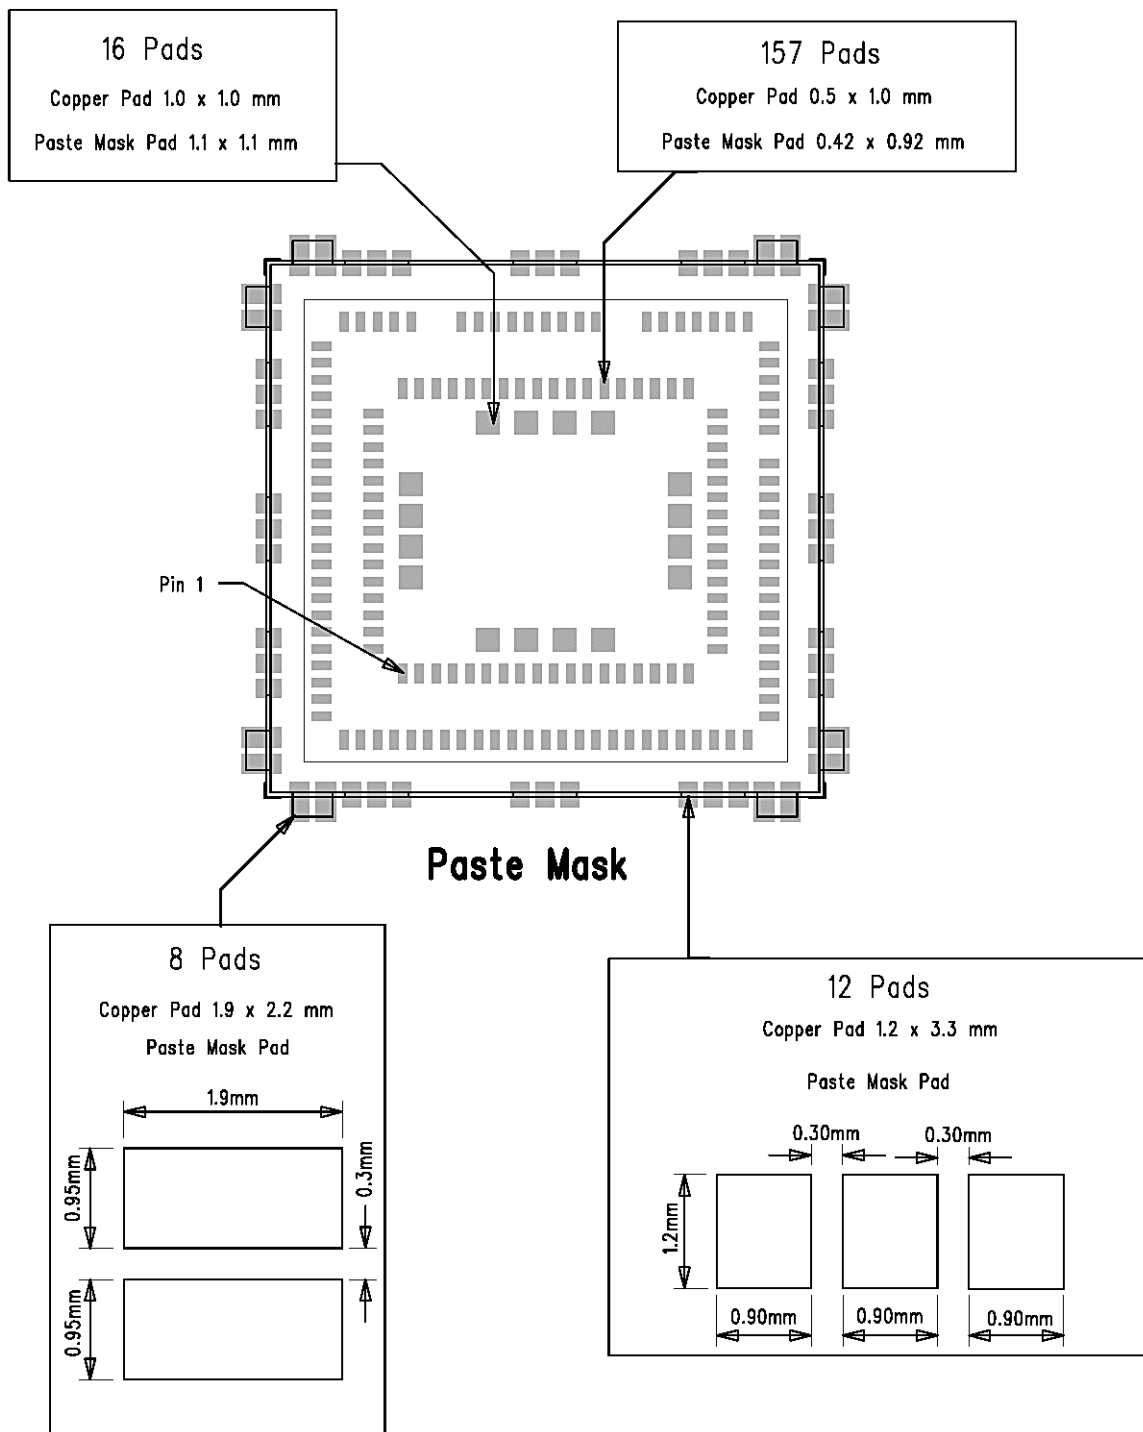 16 Pads
Copper Pad 1.0 x 1.0 mm
Paste Mask Pad 1.1 x 1.1 mm
157 Pads
Copper Pad 0.5 x 1.0 mm
Paste Mask Pad 0.42 x 0.92 mm
Pin 1
Paste Mask
8 Pads
Copper Pad 1.9 x 2.2 mm
Paste Mask Pad
1.9mm
0.95mm
0.3mm
0.95mm
12 Pads
Copper Pad 1.2 x 3.3 mm
Paste Mask Pad
0.30mm 0.30mm
1.2mm
0.90mm 0.90mm 0.90mm